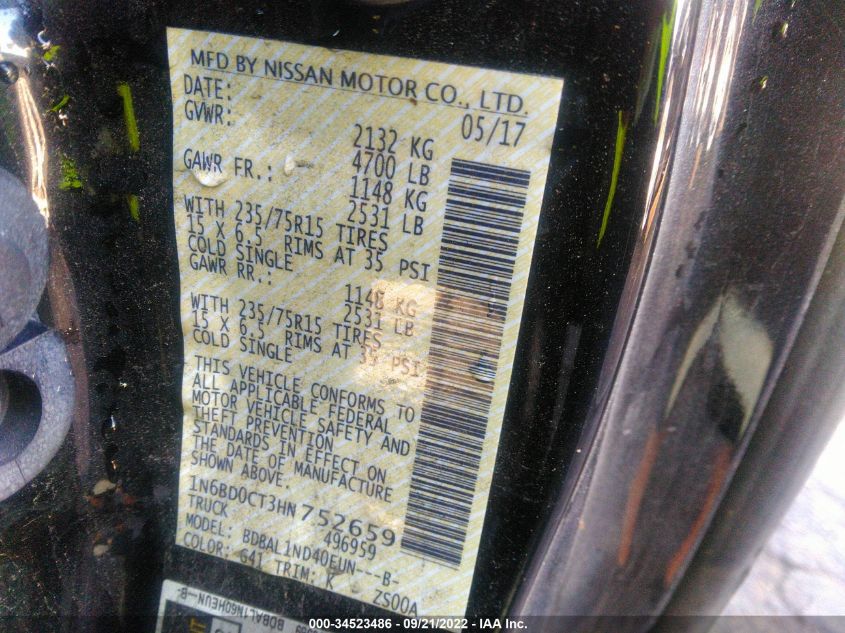 MFD BY NISSAN MOTOR CO., LTD.
DATE: 05/17
GVWR: 2132 KG
4700 LB
GAWR FR.: 1148 KG
2531 LB
WITH 235/75R15 TIRES
15 X 6.5 RIMS AT 35 PSI
COLD SINGLE
GAWR RR.: 1148 KG
2531 LB
WITH 235/75R15 TIRES
15 X 6.5 RIMS AT 35 PSI
COLD SINGLE
THIS VEHICLE CONFORMS TO
ALL APPLICABLE FEDERAL
MOTOR VEHICLE SAFETY AND
THEFT PREVENTION
STANDARDS IN EFFECT ON
THE DATE OF MANUFACTURE
SHOWN ABOVE.
1N6BD0CT3HN752659
TRUCK 496959
MODEL: BDBAL1ND40EUN---B-
COLOR: G41 TRIM: K ZS00A
000-34523486 - 09/21/2022 - IAA Inc.